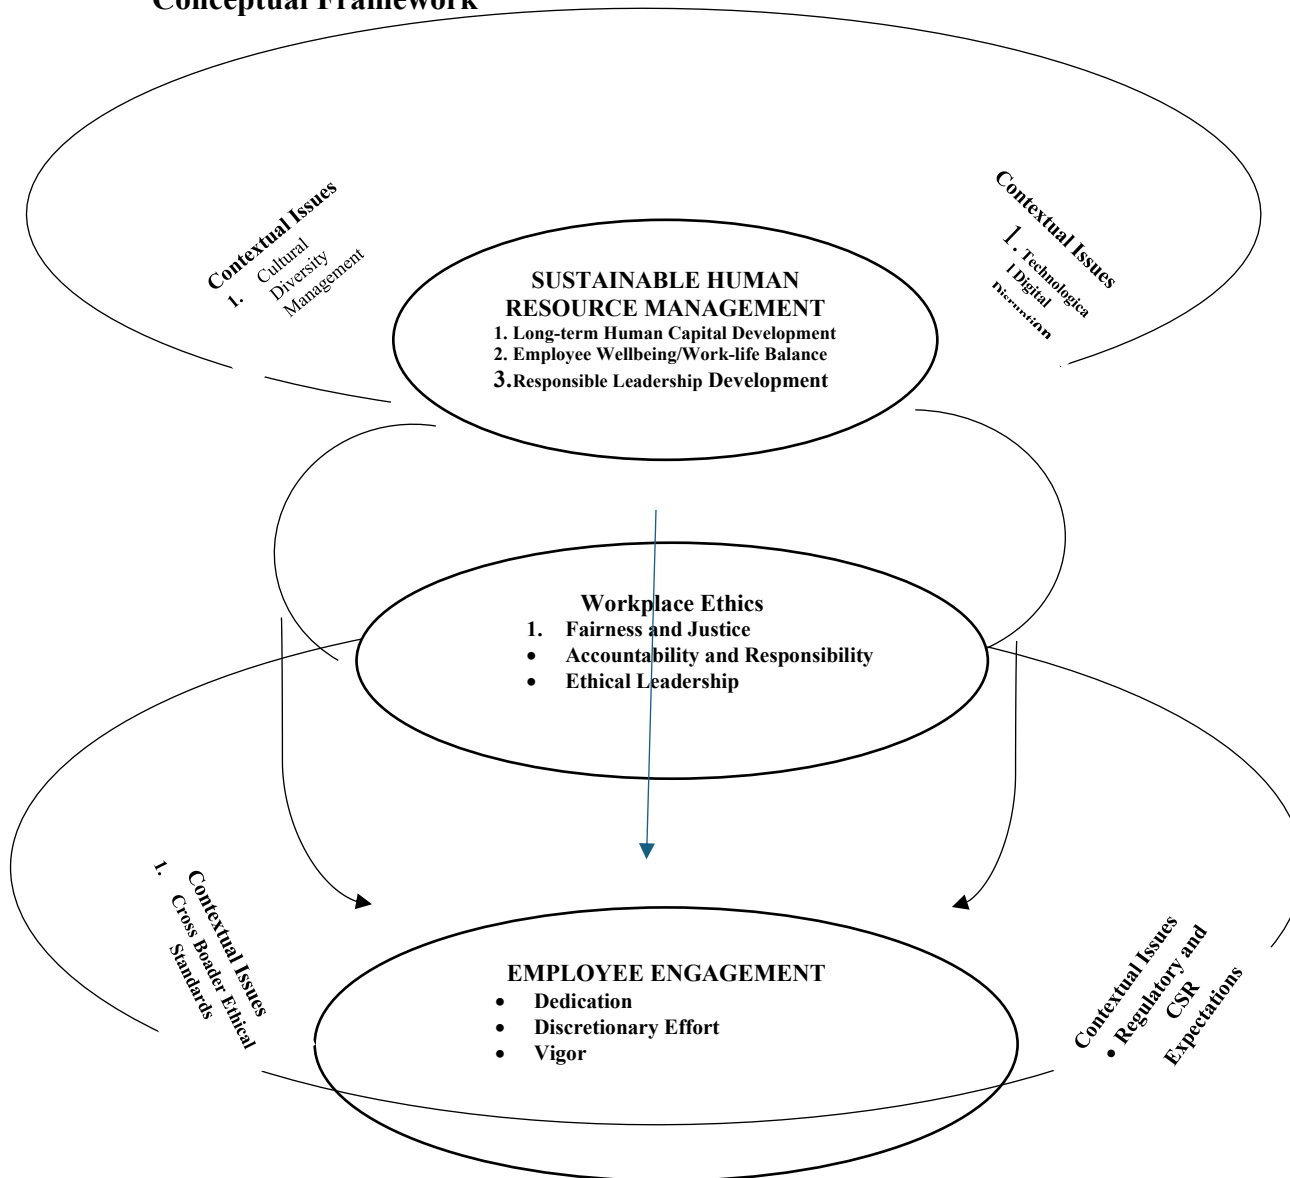 Conceptual Framework
Contextual Issues
1. Cultural
Diversity
Management
Contextual Issues
1. Technologica
l Digital
Disruption
SUSTAINABLE HUMAN
RESOURCE MANAGEMENT
1. Long-term Human Capital Development
2. Employee Wellbeing/Work-life Balance
3.Responsible Leadership Development
Workplace Ethics
1. Fairness and Justice
• Accountability and Responsibility
• Ethical Leadership
Contextual Issues
1. Cross Boader Ethical
Standards
EMPLOYEE ENGAGEMENT
• Dedication
• Discretionary Effort
• Vigor
Contextual Issues
• Regulatory and
CSR
Expectations